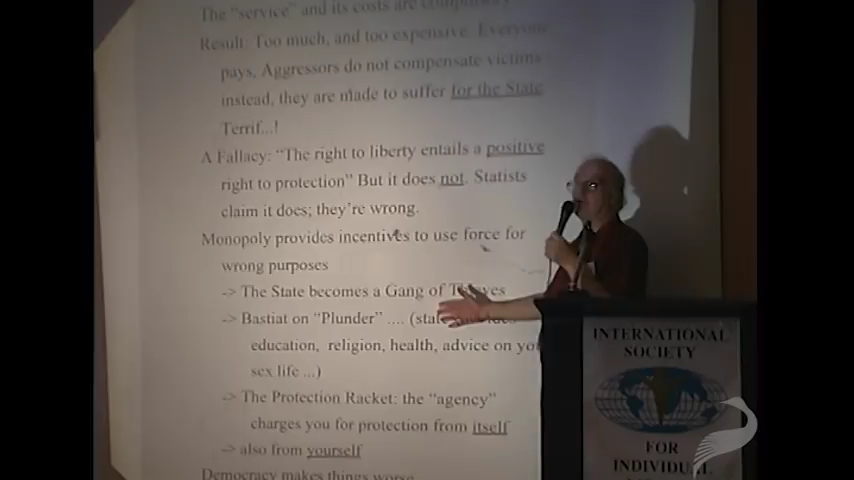 The "service" and its costs are compulsory
Result: Too much, and too expensive. Everyone
pays, Aggressors do not compensate victims -
instead, they are made to suffer for the State
Terrif...!
A Fallacy: "The right to liberty entails a positive
right to protection" But it does not. Statists
claim it does; they're wrong.
Monopoly provides incentives to use force for
wrong purposes
-> The State becomes a Gang of Thieves
-> Bastiat on "Plunder" .... (state
education, religion, health, advice on yo
sex life ...)
-> The Protection Racket: the "agency"
charges you for protection from itself
-> also from yourself
Democracy makes things worse
INTERNATIONAL
SOCIETY
FOR
INDIVIDUAL